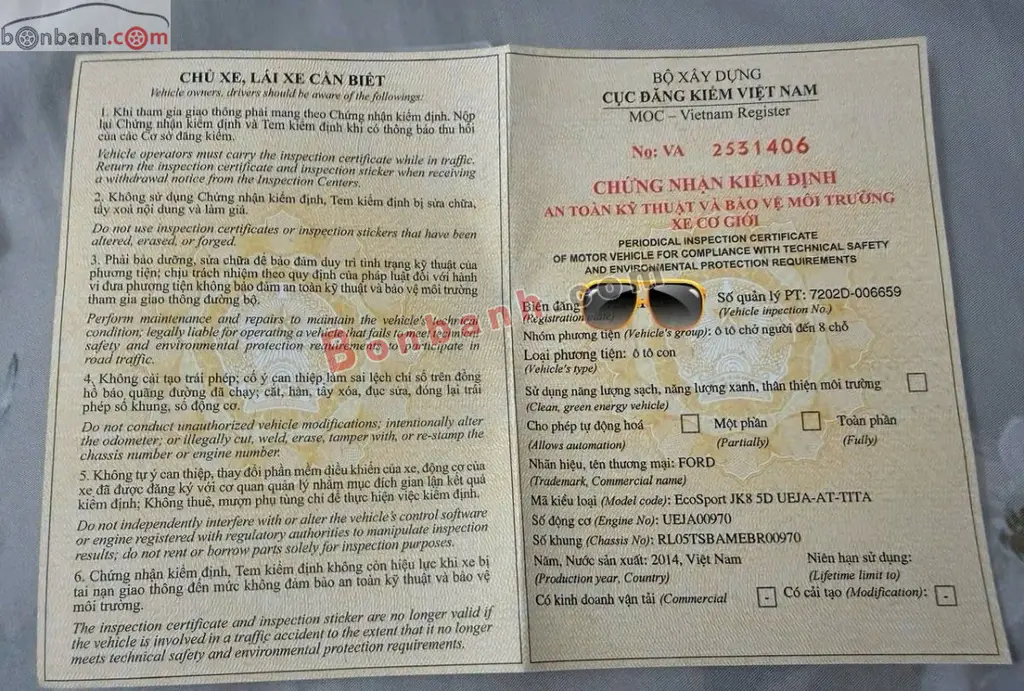 bonbanh.com
CHỦ XE, LÁI XE CẦN BIẾT
Vehicle owners, drivers should be aware of the followings:
1. Khi tham gia giao thông phải mang theo Chứng nhận kiểm định. Nộp
lại Chứng nhận kiểm định và Tem kiểm định khi có thông báo thu hồi
của các Cơ sở đăng kiểm.
Vehicle operators must carry the inspection certificate while in traffic.
Return the inspection certificate and inspection sticker when receiving
a withdrawal notice from the Inspection Centers.
2. Không sử dụng Chứng nhận kiểm định, Tem kiểm định bị sửa chữa,
tẩy xoá nội dung và làm giả.
Do not use inspection certificates or inspection stickers that have been
altered, erased, or forged.
3. Phải bảo dưỡng, sửa chữa để bảo đảm duy trì tình trạng kỹ thuật của
phương tiện; chịu trách nhiệm theo quy định của pháp luật đối với hành
vi đưa phương tiện không bảo đảm an toàn kỹ thuật và bảo vệ môi trường
tham gia giao thông đường bộ.
Perform maintenance and repairs to maintain the vehicle's technical
condition; legally liable for operating a vehicle that fails to meet technical
safety and environmental protection requirements to participate in
road traffic.
4. Không cải tạo trái phép; cố ý can thiệp làm sai lệch chỉ số trên đồng
hồ báo quãng đường đã chạy; cắt, hàn, tẩy xóa, đục sửa, đóng lại trái
phép số khung, số động cơ.
Do not conduct unauthorized vehicle modifications; intentionally alter
the odometer; or illegally cut, weld, erase, tamper with, or re-stamp the
chassis number or engine number.
5. Không tự ý can thiệp, thay đổi phần mềm điều khiển của xe, động cơ của
xe đã được đăng ký với cơ quan quản lý nhằm mục đích gian lận kết quả
kiểm định; Không thuê, mượn phụ tùng chỉ để thực hiện việc kiểm định.
Do not independently interfere with or alter the vehicle's control software
or engine registered with regulatory authorities to manipulate inspection
results; do not rent or borrow parts solely for inspection purposes.
6. Chứng nhận kiểm định, Tem kiểm định không còn hiệu lực khi xe bị
tai nạn giao thông đến mức không đảm bảo an toàn kỹ thuật và bảo vệ
môi trường.
The inspection certificate and inspection sticker are no longer valid if
the vehicle is involved in a traffic accident to the extent that it no longer
meets technical safety and environmental protection requirements.
BỘ XÂY DỰNG
CỤC ĐĂNG KIỂM VIỆT NAM
MOC – Vietnam Register
No: VA 2531406
CHỨNG NHẬN KIỂM ĐỊNH
AN TOÀN KỸ THUẬT VÀ BẢO VỆ MÔI TRƯỜNG
XE CƠ GIỚI
PERIODICAL INSPECTION CERTIFICATE
OF MOTOR VEHICLE FOR COMPLIANCE WITH TECHNICAL SAFETY
AND ENVIRONMENTAL PROTECTION REQUIREMENTS
Biển đăng Số quản lý PT: 7202D-006659
(Registration (Vehicle inpection No.)
Nhóm phương tiện (Vehicle's group): ô tô chở người đến 8 chỗ
Loại phương tiện: ô tô con
(Vehicle's type)
Sử dụng năng lượng sạch, năng lượng xanh, thân thiện môi trường
(Clean, green energy vehicle)
Cho phép tự động hoá Một phần Toàn phần
(Allows automation) (Partially) (Fully)
Nhãn hiệu, tên thương mại: FORD
(Trademark, Commercial name)
Mã kiểu loại (Model code): EcoSport JK8 5D UEJA-AT-TITA
Số động cơ (Engine No): UEJA00970
Số khung (Chassis No): RL05TSBAMEBR00970
Năm, Nước sản xuất: 2014, Việt Nam Niên hạn sử dụng:
(Production year, Country) (Lifetime limit to)
Có kinh doanh vận tải (Commercial - Có cải tạo (Modification): -
Bonbanh.com